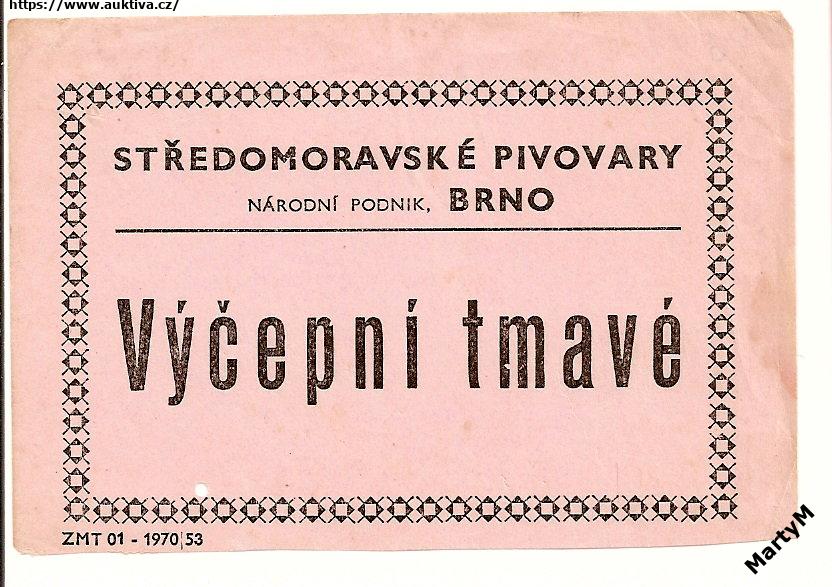 https://www.auktiva.cz/
STŘEDOMORAVSKÉ PIVOVARY
NÁRODNÍ PODNIK, BRNO
Výčepní tmavé
ZMT 01 - 1970/53
MartyM